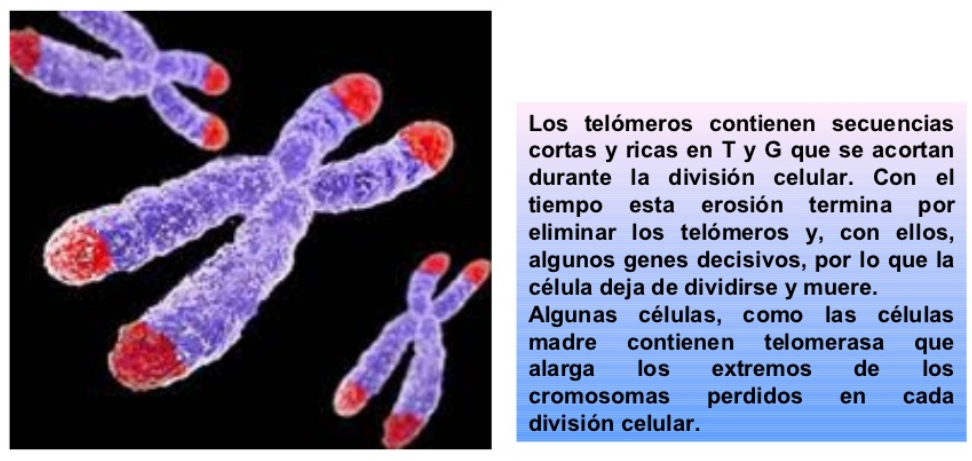 Los telómeros contienen secuencias
cortas y ricas en T y G que se acortan
durante la división celular. Con el
tiempo esta erosión termina por
eliminar los telómeros y, con ellos,
algunos genes decisivos, por lo que la
célula deja de dividirse y muere.
Algunas células, como las células
madre contienen telomerasa que
alarga los extremos de los
cromosomas perdidos en cada
división celular.